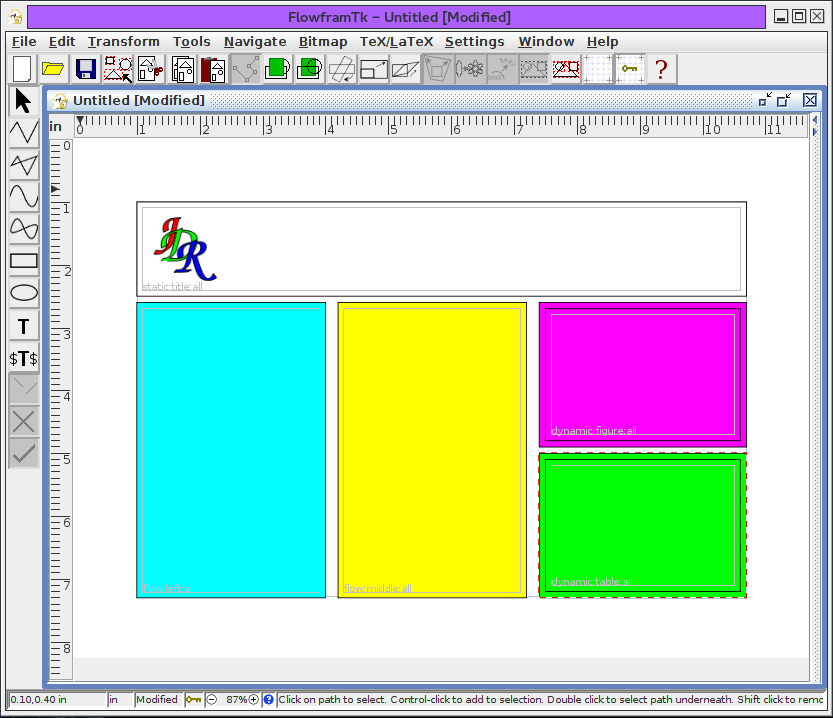 FlowframTk – Untitled [Modified]
File Edit Transform Tools Navigate Bitmap TeX/LaTeX Settings Window Help
?
Untitled [Modified]
in
0 1 2 3 4 5 6 7 8 9 10 11
0
1
JDR
2
static:title:all
3
T
$T$
4
dynamic:figure:all
5
6
dynamic:table:all
7
flow:left:all flow:middle:all
8
0.10,0.40 in in Modified 87% ? Click on path to select. Control-click to add to selection. Double click to select path underneath. Shift click to remo